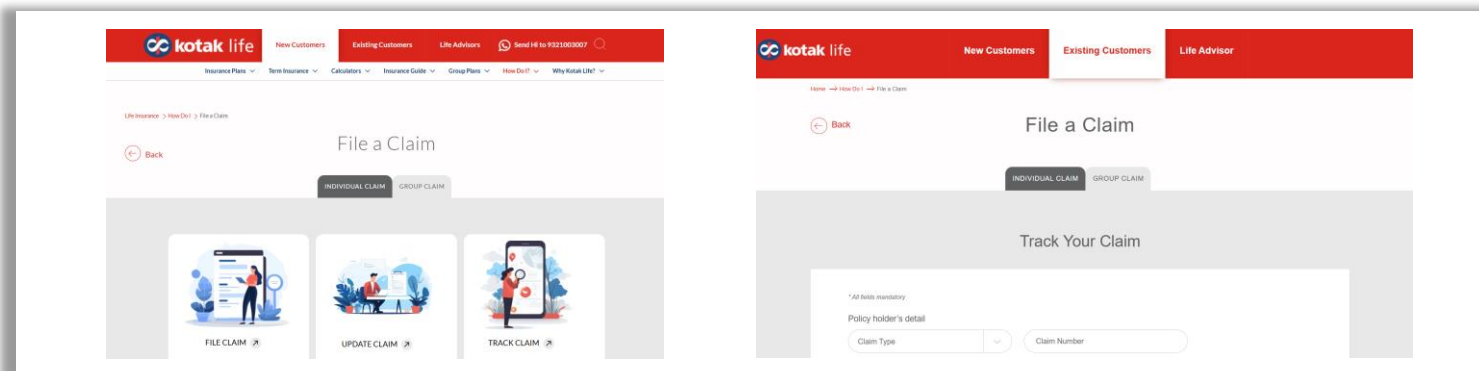 kotak life New Customers Existing Customers Life Advisors Send Hi to 9321003007
Insurance Plans Term Insurance Calculators Insurance Guide Group Plans How Do I? Why Kotak Life?
Life Insurance > How Do I > File a Claim
Back
File a Claim
INDIVIDUAL CLAIM GROUP CLAIM
FILE CLAIM UPDATE CLAIM TRACK CLAIM
kotak life New Customers Existing Customers Life Advisor
Home → How Do I → File a Claim
Back
File a Claim
INDIVIDUAL CLAIM GROUP CLAIM
Track Your Claim
* All fields mandatory
Policy holder's detail
Claim Type Claim Number